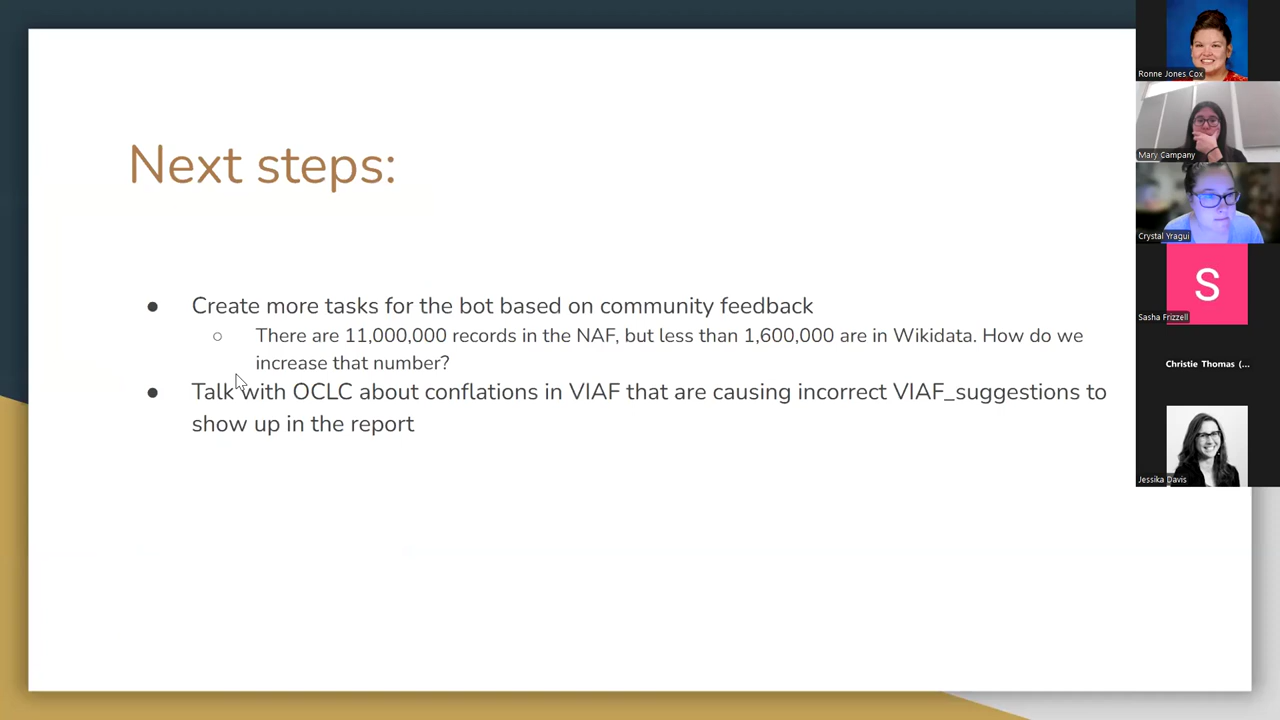 Next steps:
● Create more tasks for the bot based on community feedback
○ There are 11,000,000 records in the NAF, but less than 1,600,000 are in Wikidata. How do we
increase that number?
● Talk with OCLC about conflations in VIAF that are causing incorrect VIAF_suggestions to
show up in the report
Ronne Jones Cox
Mary Campany
Crystal Yragui
S
Sasha Frizzell
Christie Thomas (...
Jessika Davis